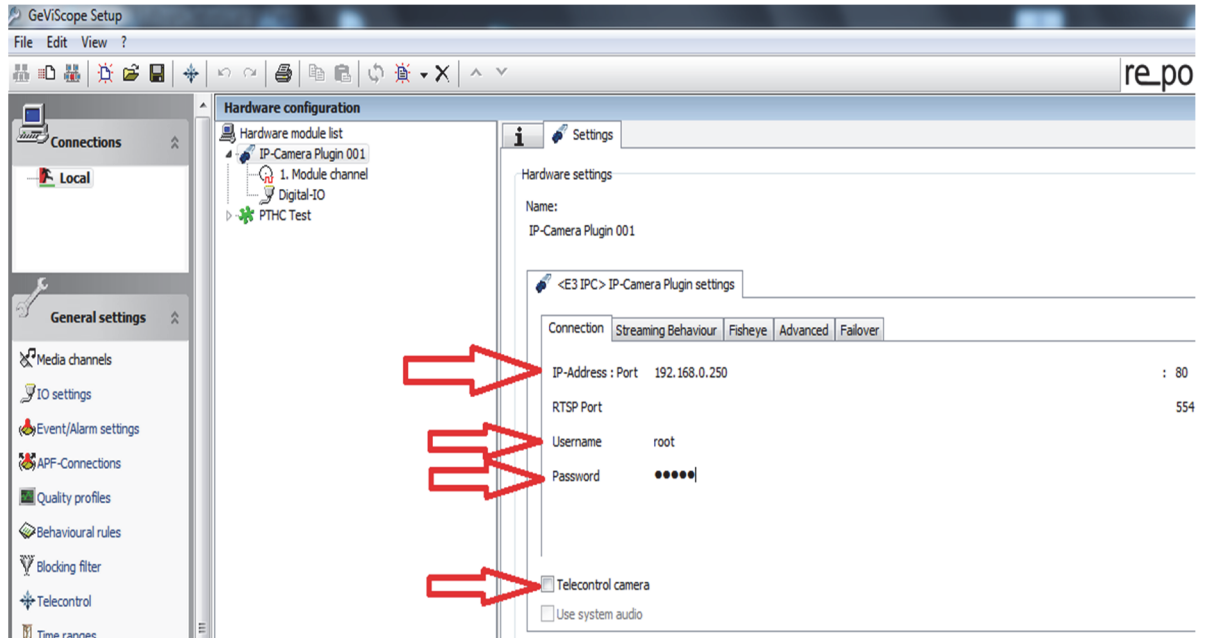 GeViScope Setup
File Edit View ?
re_po
Connections
Local
General settings
Media channels
IO settings
Event/Alarm settings
APF-Connections
Quality profiles
Behavioural rules
Blocking filter
Telecontrol
Time ranges
Hardware configuration
Hardware module list
IP-Camera Plugin 001
1. Module channel
Digital-IO
PTHC Test
i Settings
Hardware settings
Name:
IP-Camera Plugin 001
<E3 IPC> IP-Camera Plugin settings
Connection Streaming Behaviour Fisheye Advanced Failover
IP-Address : Port 192.168.0.250 : 80
RTSP Port 554
Username root
Password •••••
Telecontrol camera
Use system audio